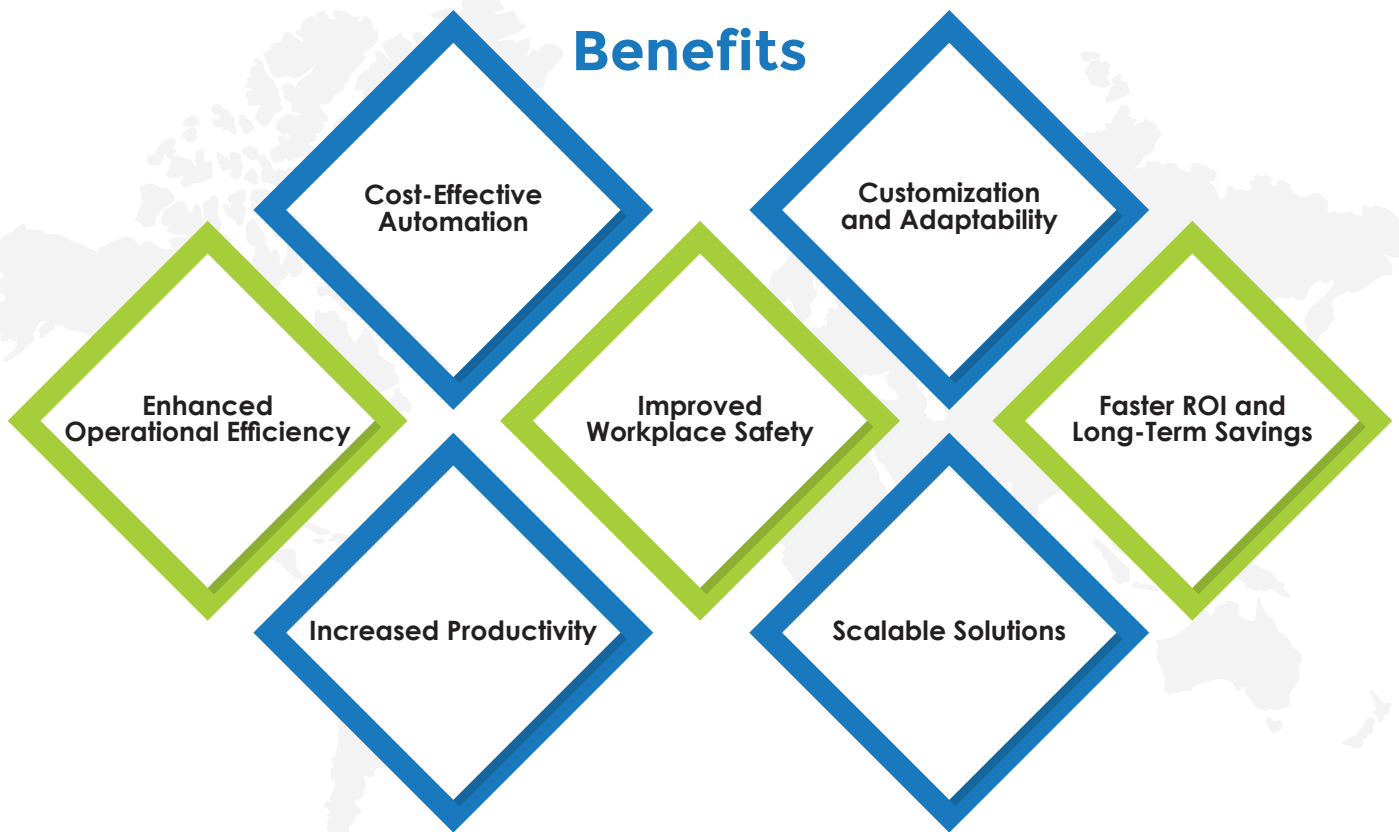 Benefits
Cost-Effective
Automation
Customization
and Adaptability
Enhanced
Operational Efficiency
Improved
Workplace Safety
Faster ROI and
Long-Term Savings
Increased Productivity
Scalable Solutions